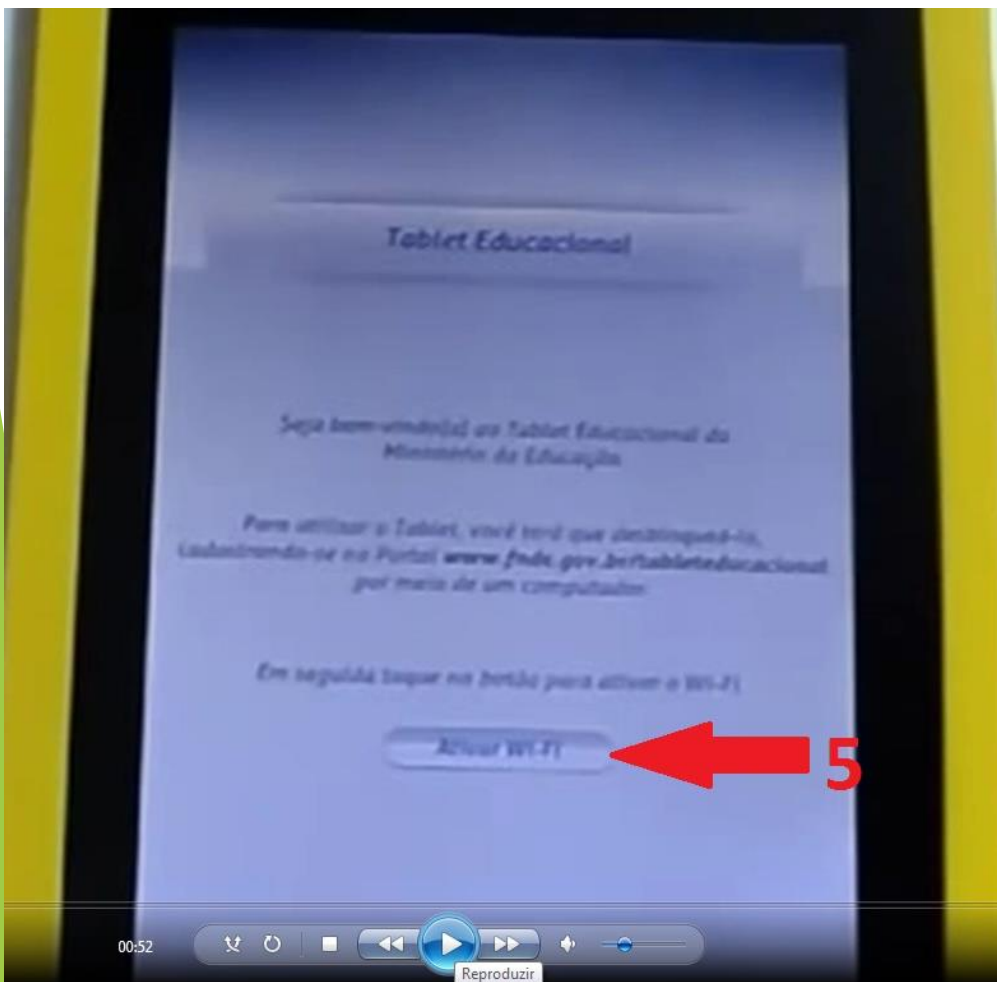 Tablet Educacional
Seja bem-vindo(a) ao Tablet Educacional do
Ministério da Educação
Para utilizar o Tablet, você terá que desbloqueá-lo,
cadastrando-se no Portal www.fnde.gov.br/tableteducacional
por meio de um computador
Em seguida toque no botão para ativar o Wi-Fi
Ativar Wi-Fi
5
00:52
Reproduzir